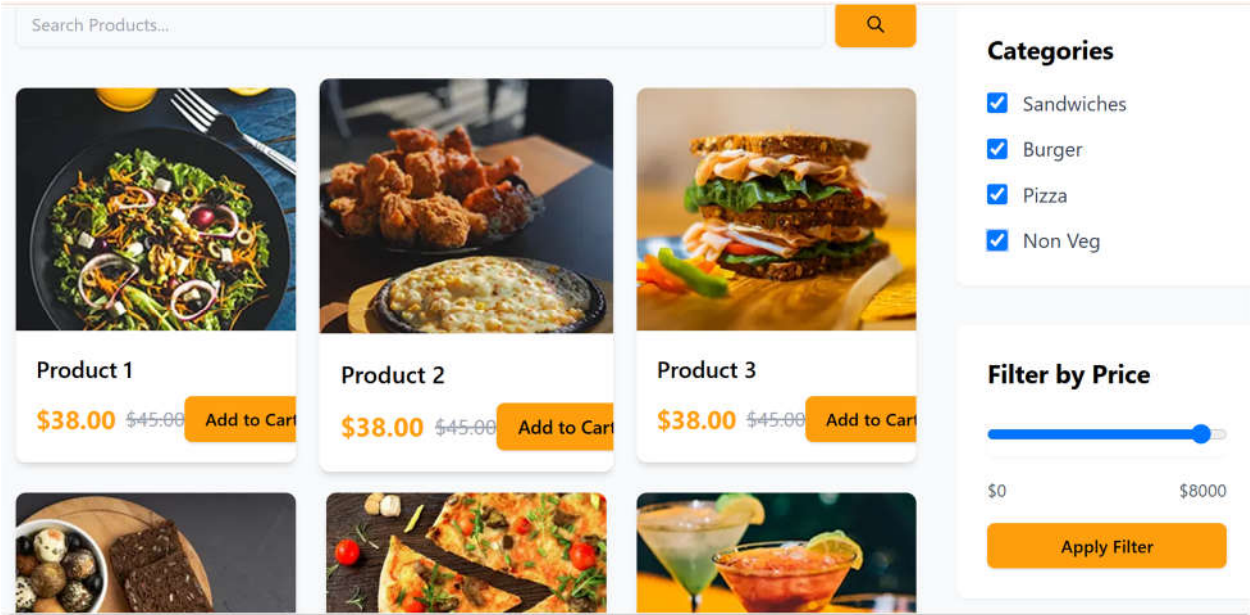 Search Products...
Product 1
$38.00 $45.00 Add to Cart
Product 2
$38.00 $45.00 Add to Cart
Product 3
$38.00 $45.00 Add to Cart
Categories
Sandwiches
Burger
Pizza
Non Veg
Filter by Price
$0 $8000
Apply Filter